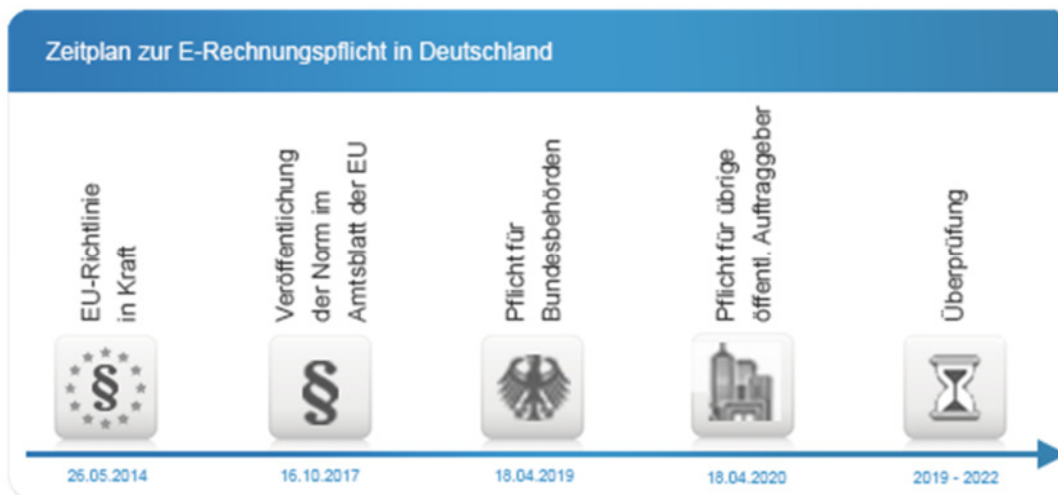 Zeitplan zur E-Rechnungspflicht in Deutschland
EU-Richtlinie
in Kraft
Veröffentlichung
der Norm im
Amtsblatt der EU
Pflicht für
Bundesbehörden
Pflicht für übrige
öffentl. Auftraggeber
Überprüfung
§
§
26.05.2014
16.10.2017
18.04.2019
18.04.2020
2019 - 2022